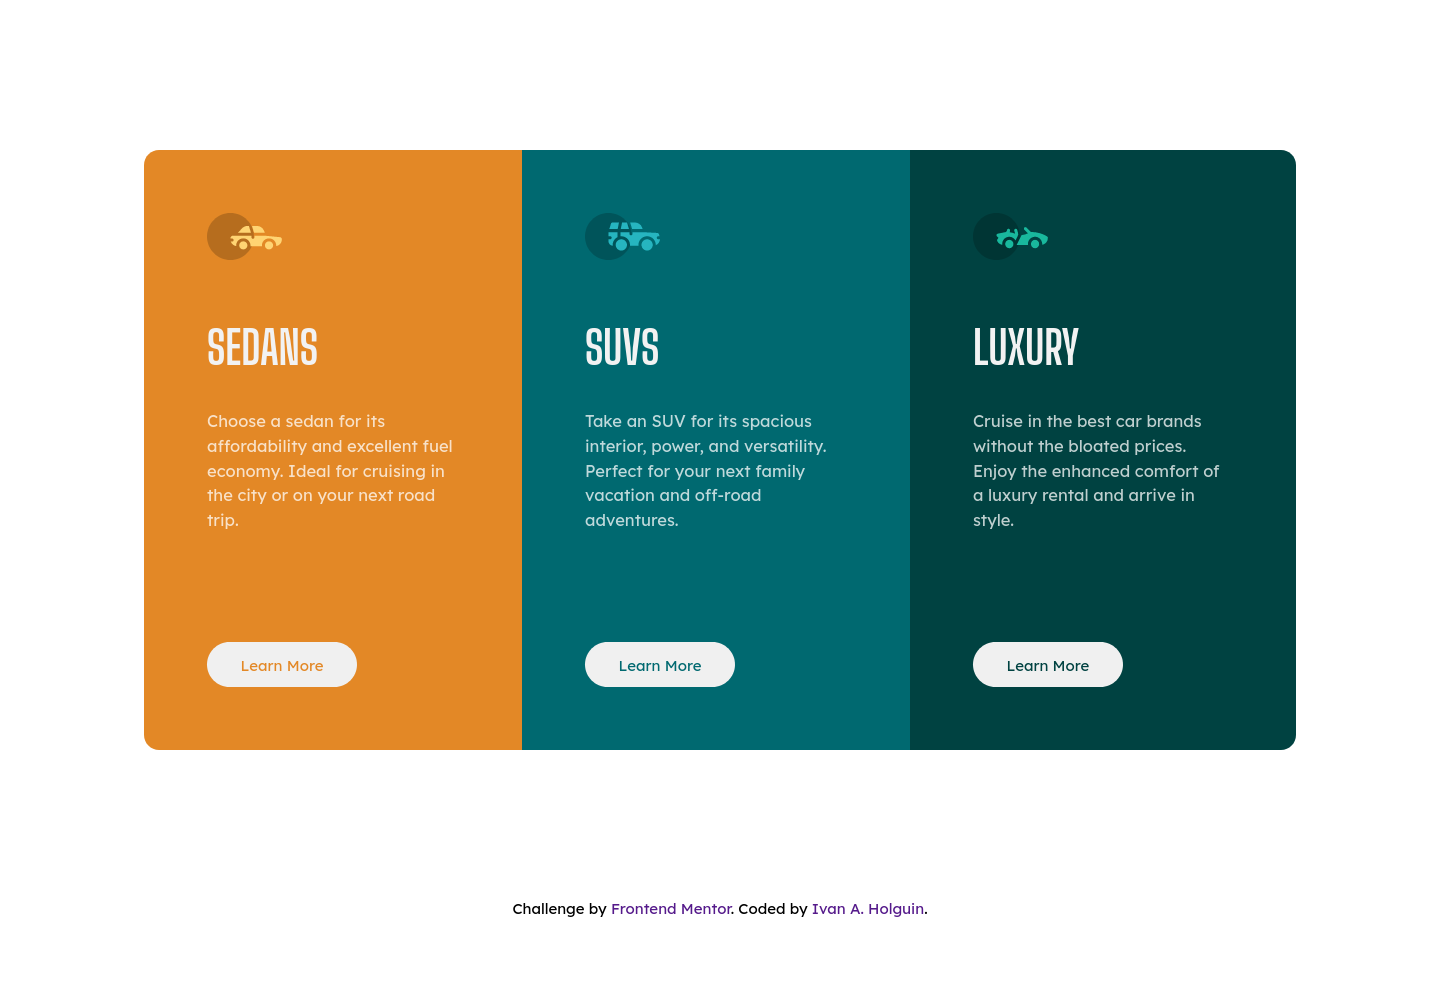 SEDANS
Choose a sedan for its
affordability and excellent fuel
economy. Ideal for cruising in
the city or on your next road
trip.
Learn More
SUVS
Take an SUV for its spacious
interior, power, and versatility.
Perfect for your next family
vacation and off-road
adventures.
Learn More
LUXURY
Cruise in the best car brands
without the bloated prices.
Enjoy the enhanced comfort of
a luxury rental and arrive in
style.
Learn More
Challenge by Frontend Mentor. Coded by Ivan A. Holguin.